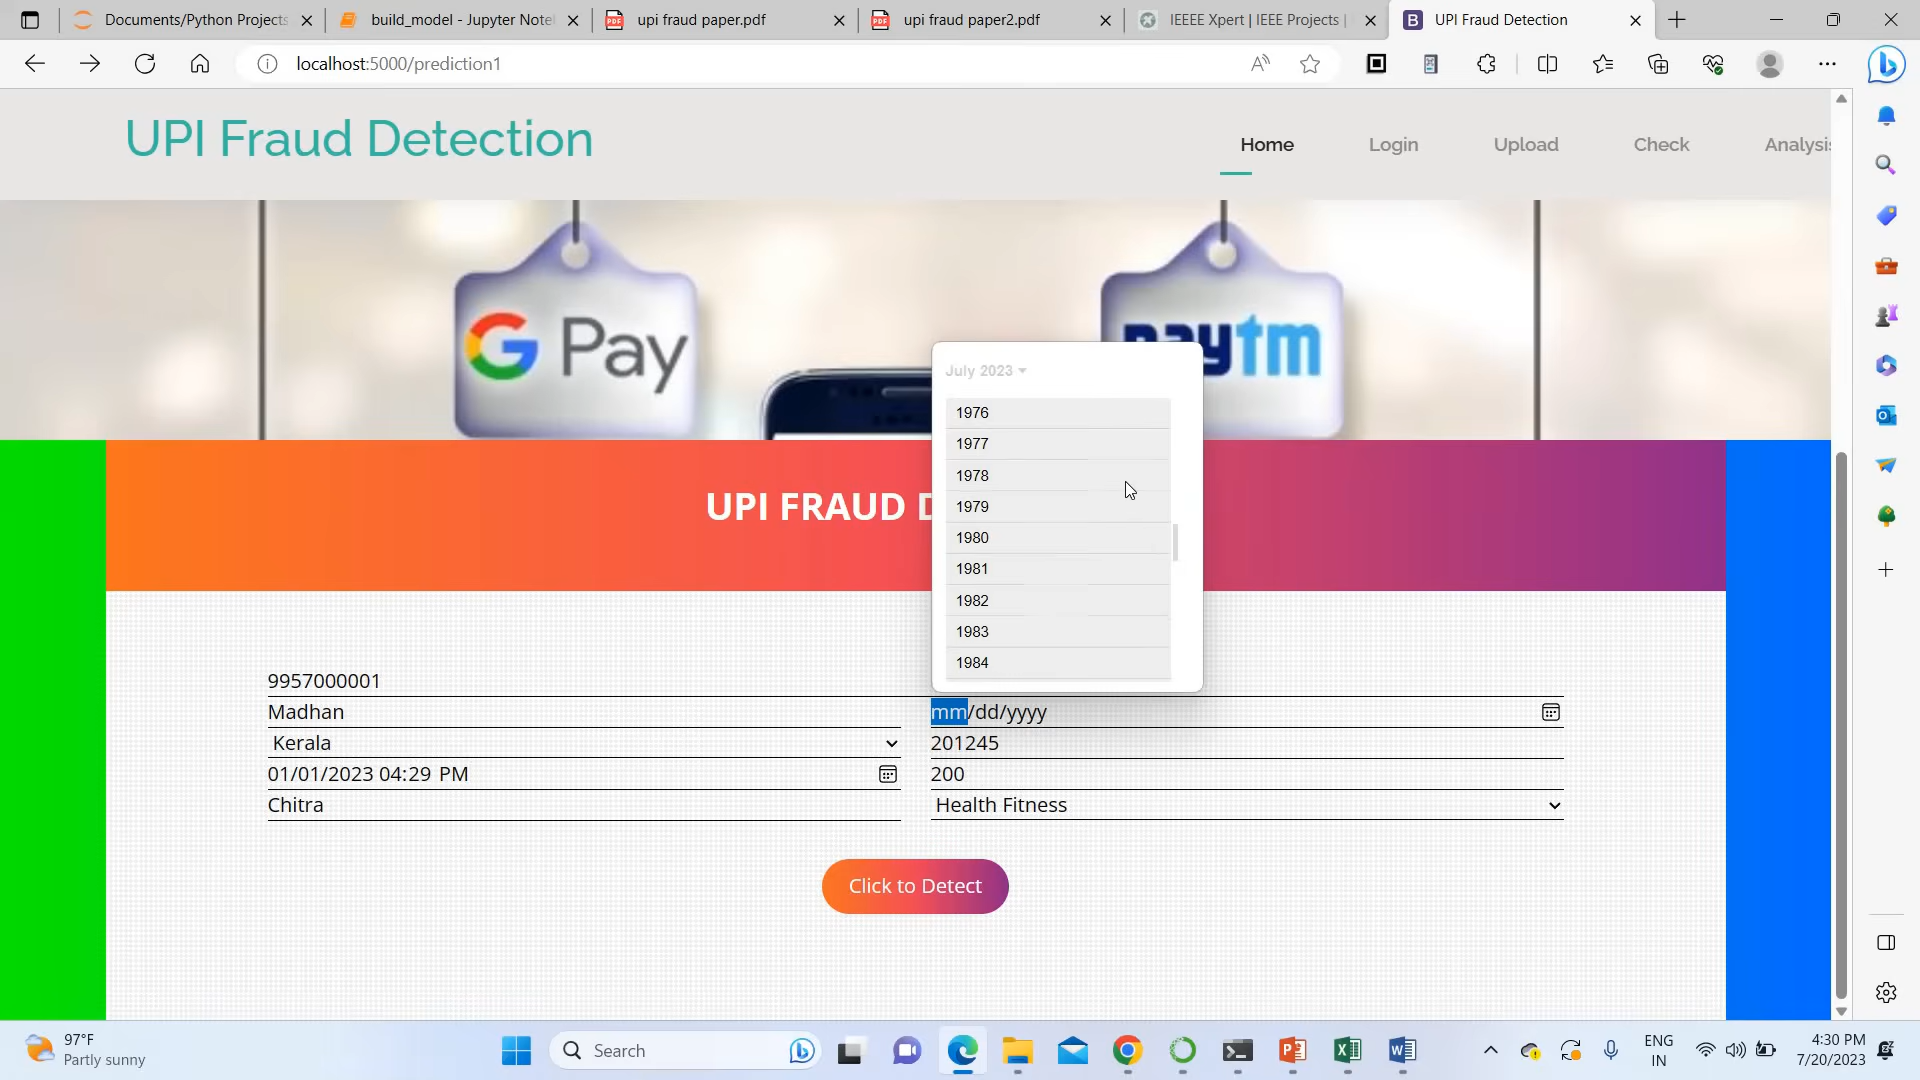 Documents/Python Projects
build_model - Jupyter Note
upi fraud paper.pdf
upi fraud paper2.pdf
IEEEE Xpert | IEEE Projects |
UPI Fraud Detection
localhost:5000/prediction1
UPI Fraud Detection
Home
Login
Upload
Check
Analysis
G Pay
paytm
July 2023
1976
1977
1978
1979
1980
1981
1982
1983
1984
UPI FRAUD D
9957000001
Madhan
mm/dd/yyyy
Kerala
201245
01/01/2023 04:29 PM
200
Chitra
Health Fitness
Click to Detect
97°F
Partly sunny
Search
ENG
IN
4:30 PM
7/20/2023